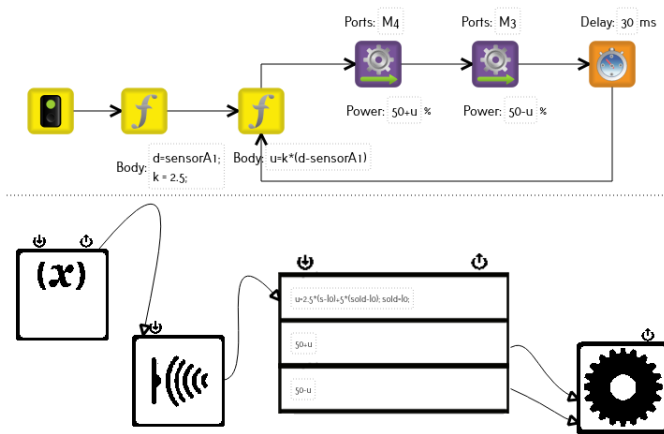 Ports: M4
Ports: M3
Delay: 30 ms
f
f
Power: 50+u %
Power: 50-u %
Body: d=sensorA1;
k = 2.5;
Body: u=k*(d-sensorA1)
(x)
u=2.5*(s-l0)+5*(sold-l0); sold=l0;
50+u
50-u